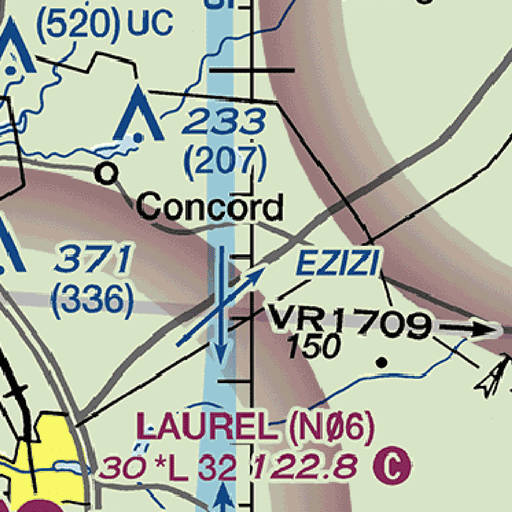 (520) UC
233
(207)
Concord
371
(336)
EZIZI
VR1709
150
LAUREL (NØ6)
30 *L 32 122.8 C